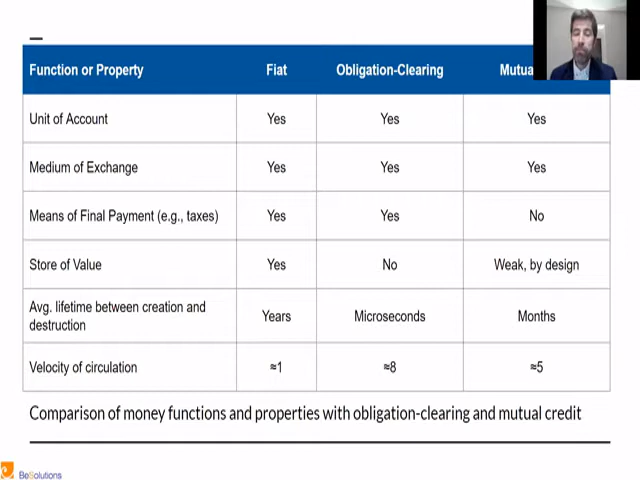 Function or Property Fiat Obligation-Clearing Mutua
Unit of Account Yes Yes Yes
Medium of Exchange Yes Yes Yes
Means of Final Payment (e.g., taxes) Yes Yes No
Store of Value Yes No Weak, by design
Avg. lifetime between creation and
destruction Years Microseconds Months
Velocity of circulation ≈1 ≈8 ≈5
Comparison of money functions and properties with obligation-clearing and mutual credit
BeSolutions